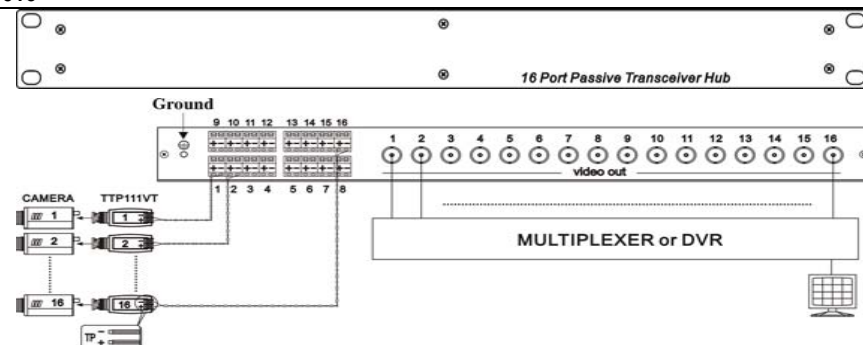 16 Port Passive Transceiver Hub
Ground
9 10 11 12 13 14 15 16
+- +- +- +- +- +- +- +-
+- +- +- +- +- +- +- +-
1 2 3 4 5 6 7 8
1 2 3 4 5 6 7 8 9 10 11 12 13 14 15 16
video out
CAMERA TTP111VT
1 1
2 2
16 16
MULTIPLEXER or DVR
TP - +